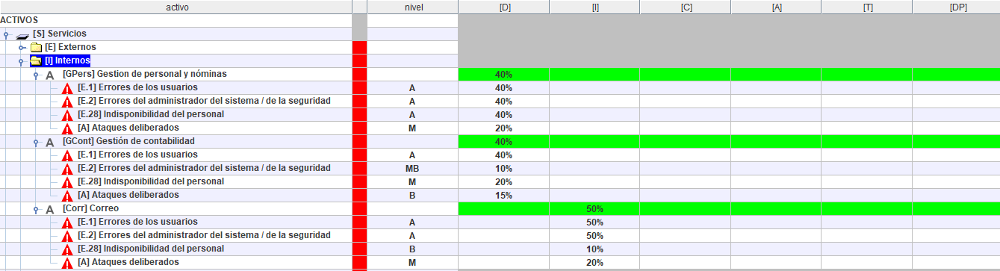 activo nivel [D] [I] [C] [A] [T] [DP]
ACTIVOS
[S] Servicios
[E] Externos
[I] Internos
A [GPers] Gestion de personal y nóminas 40%
[E.1] Errores de los usuarios A 40%
[E.2] Errores del administrador del sistema / de la seguridad A 40%
[E.28] Indisponibilidad del personal A 40%
[A] Ataques deliberados M 20%
A [GCont] Gestión de contabilidad 40%
[E.1] Errores de los usuarios A 40%
[E.2] Errores del administrador del sistema / de la seguridad MB 10%
[E.28] Indisponibilidad del personal M 20%
[A] Ataques deliberados B 15%
A [Corr] Correo 50%
[E.1] Errores de los usuarios A 50%
[E.2] Errores del administrador del sistema / de la seguridad A 50%
[E.28] Indisponibilidad del personal B 10%
[A] Ataques deliberados M 20%